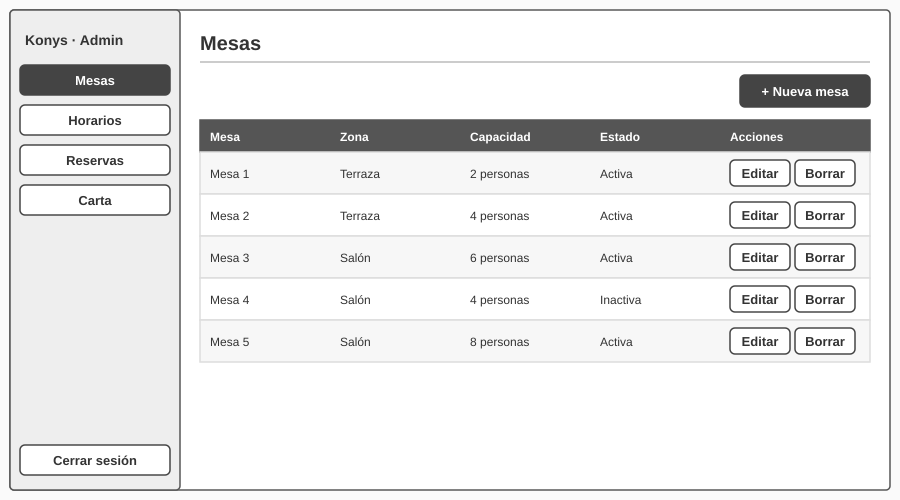 Konys · Admin
Mesas
Horarios
Reservas
Carta
Cerrar sesión
Mesas
+ Nueva mesa
Mesa Zona Capacidad Estado Acciones
Mesa 1 Terraza 2 personas Activa Editar Borrar
Mesa 2 Terraza 4 personas Activa Editar Borrar
Mesa 3 Salón 6 personas Activa Editar Borrar
Mesa 4 Salón 4 personas Inactiva Editar Borrar
Mesa 5 Salón 8 personas Activa Editar Borrar